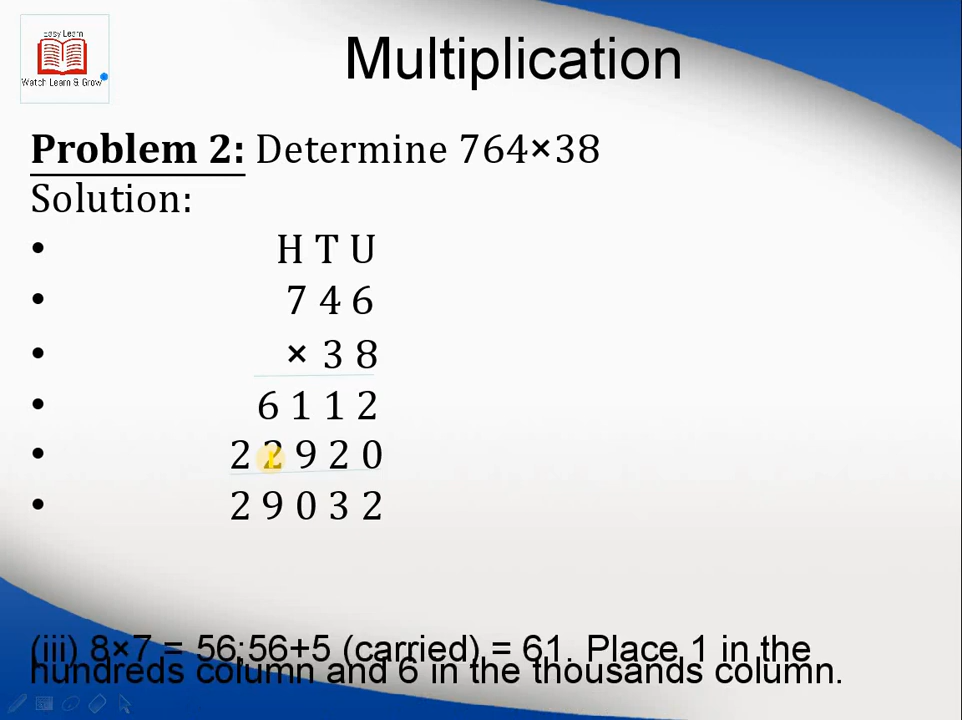 Easy Learn
Watch Learn & Grow
Multiplication
Problem 2: Determine 764×38
Solution:
• H T U
• 7 4 6
• × 3 8
• 6 1 1 2
• 2 2 9 2 0
• 2 9 0 3 2
(iii) 8×7 = 56;56+5 (carried) = 61. Place 1 in the
hundreds column and 6 in the thousands column.